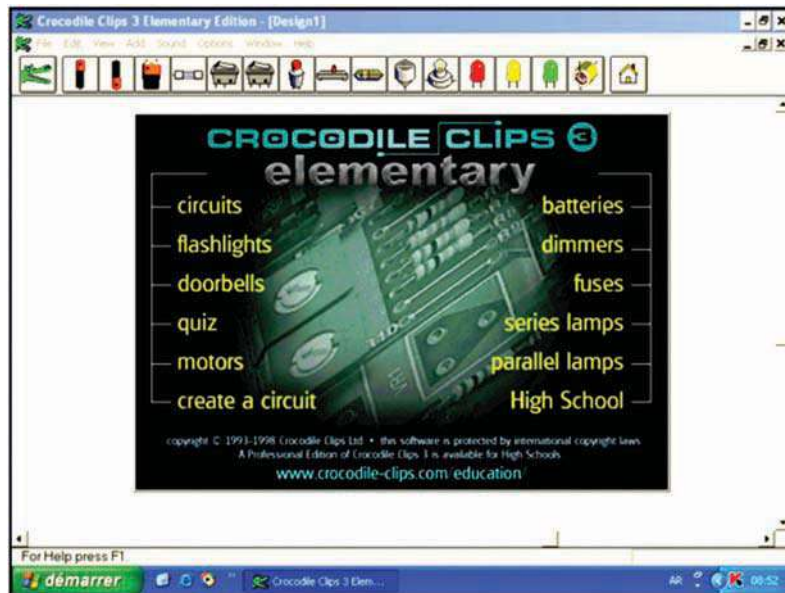 Crocodile Clips 3 Elementary Edition - [Design1]
File Edit View Add Sound Options Window Help
CROCODILE CLIPS 3
elementary
circuits
flashlights
doorbells
quiz
motors
create a circuit
batteries
dimmers
fuses
series lamps
parallel lamps
High School
copyright © 1993-1998 Crocodile Clips Ltd • this software is protected by international copyright laws
A Professional Edition of Crocodile Clips 3 is available for High Schools
www.crocodile-clips.com/education/
For Help press F1
démarrer
Crocodile Clips 3 Elem...
AR
08:52